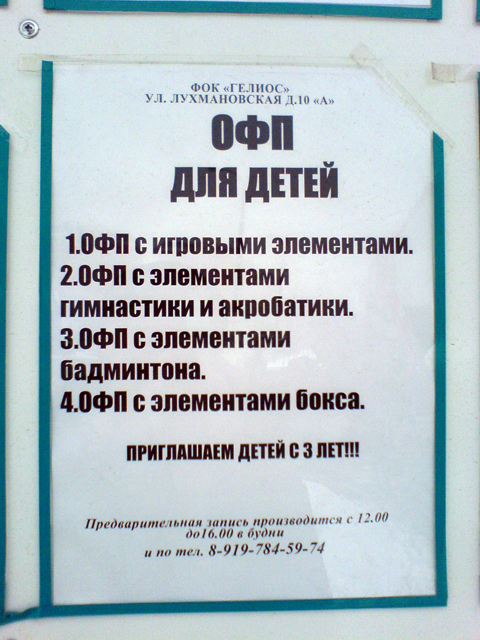 ФОК «ГЕЛИОС»
УЛ. ЛУХМАНОВСКАЯ Д.10 «А»
ОФП
ДЛЯ ДЕТЕЙ
1.ОФП с игровыми элементами.
2.ОФП с элементами
гимнастики и акробатики.
3.ОФП с элементами
бадминтона.
4.ОФП с элементами бокса.
ПРИГЛАШАЕМ ДЕТЕЙ С 3 ЛЕТ!!!
Предварительная запись производится с 12.00
до16.00 в будни
и по тел. 8-919-784-59-74